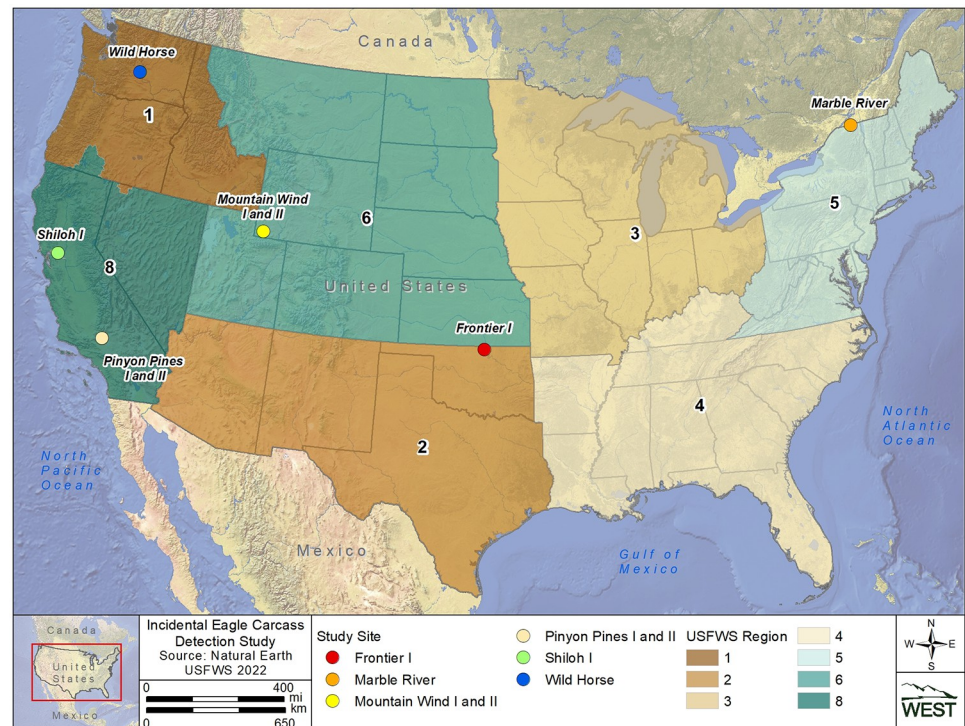 Canada
Wild Horse
1
Marble River
Mountain Wind
I and II
6
5
Shiloh I
3
8
United States
Frontier I
Pinyon Pines
I and II
4
2
North
Atlantic
Ocean
North
Pacific
Ocean
Mexico
Gulf of
Mexico
Canada
United
States
Mexico
Incidental Eagle Carcass
Detection Study
Source: Natural Earth
USFWS 2022
0 400
mi
km
0 650
Study Site
Frontier I
Marble River
Mountain Wind I and II
Pinyon Pines I and II
Shiloh I
Wild Horse
USFWS Region
1
2
3
4
5
6
8
N
W E
S
WEST